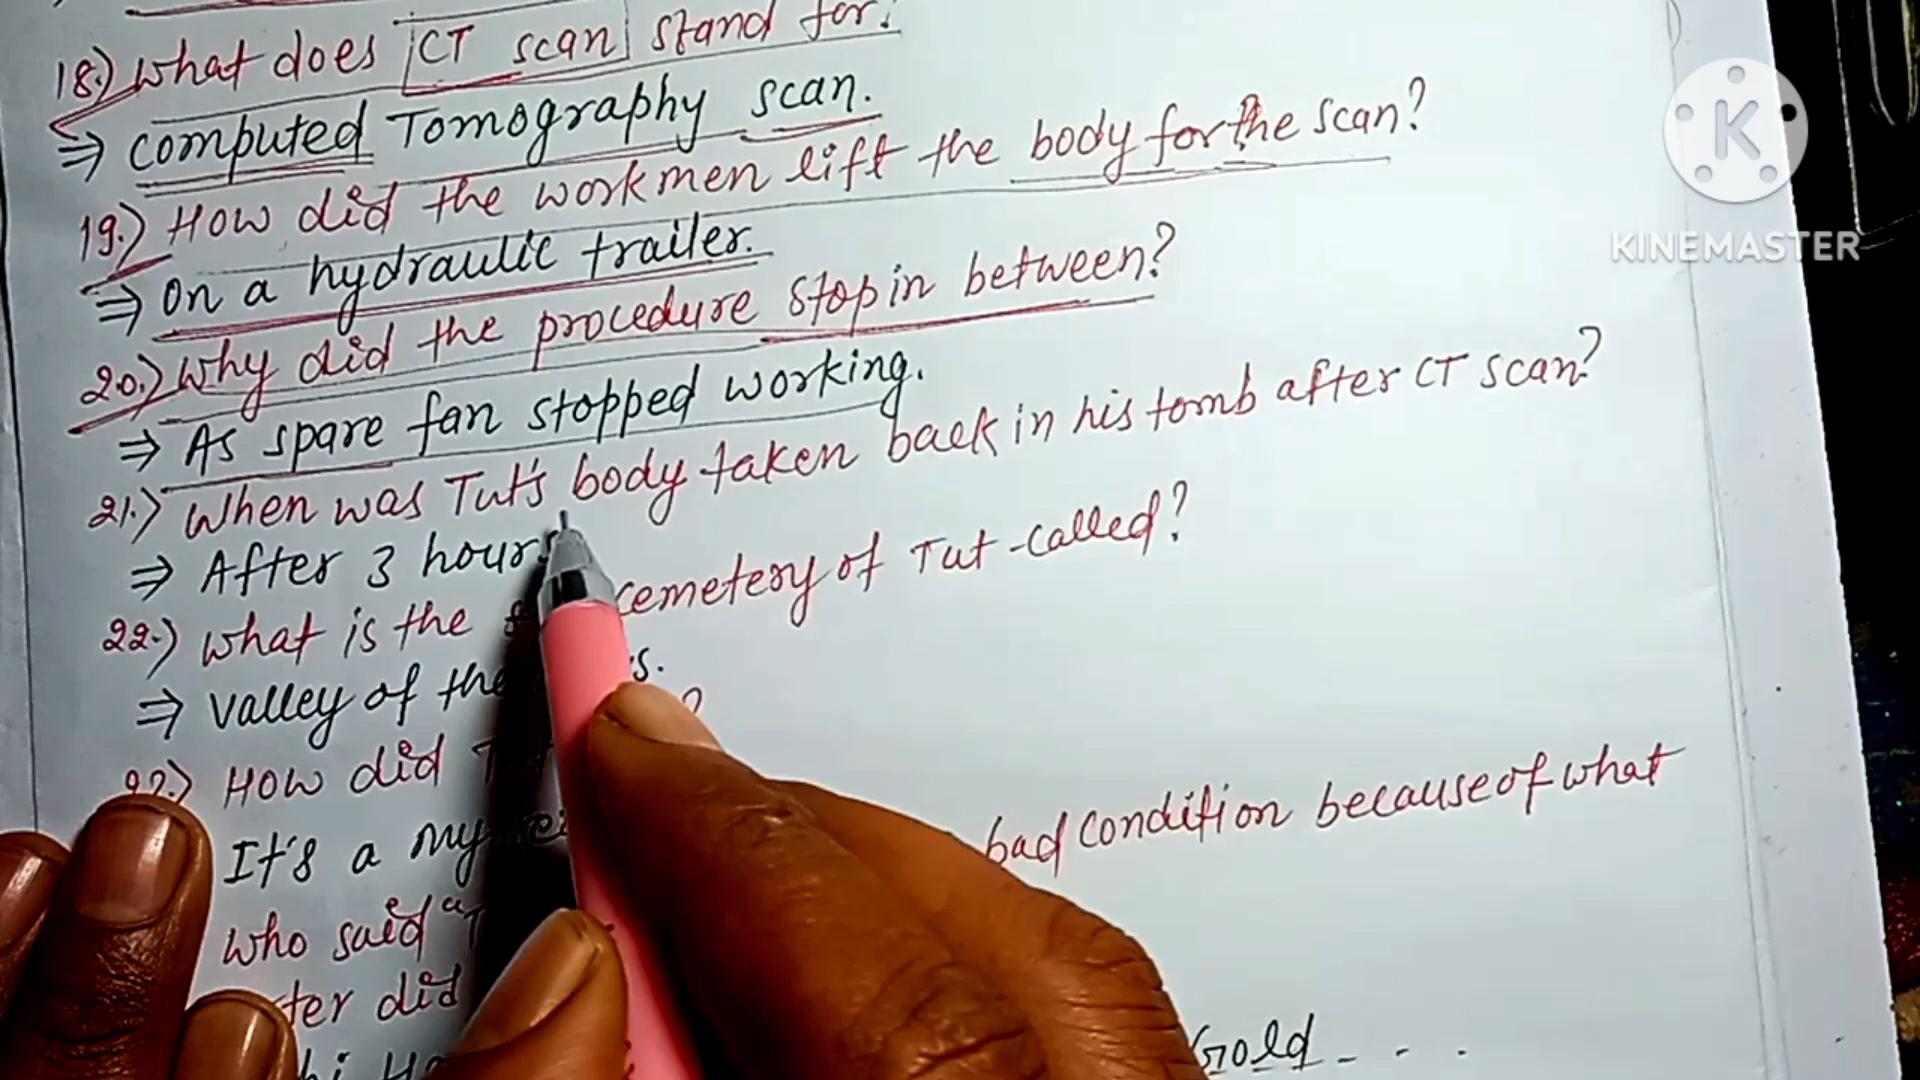 18.) What does CT scan stand for?
⇒ Computed Tomography scan.
19.) How did the workmen lift the body for the scan?
⇒ On a hydraulic trailer.
20.) Why did the procedure stop in between?
⇒ As spare fan stopped working.
21.) When was Tut's body taken back in his tomb after CT scan?
⇒ After 3 hours
22.) What is the cemetery of Tut-called?
⇒ Valley of the
How did ?
It's a
bad condition because of what
Who said "
did
Gold - - .
KINEMASTER